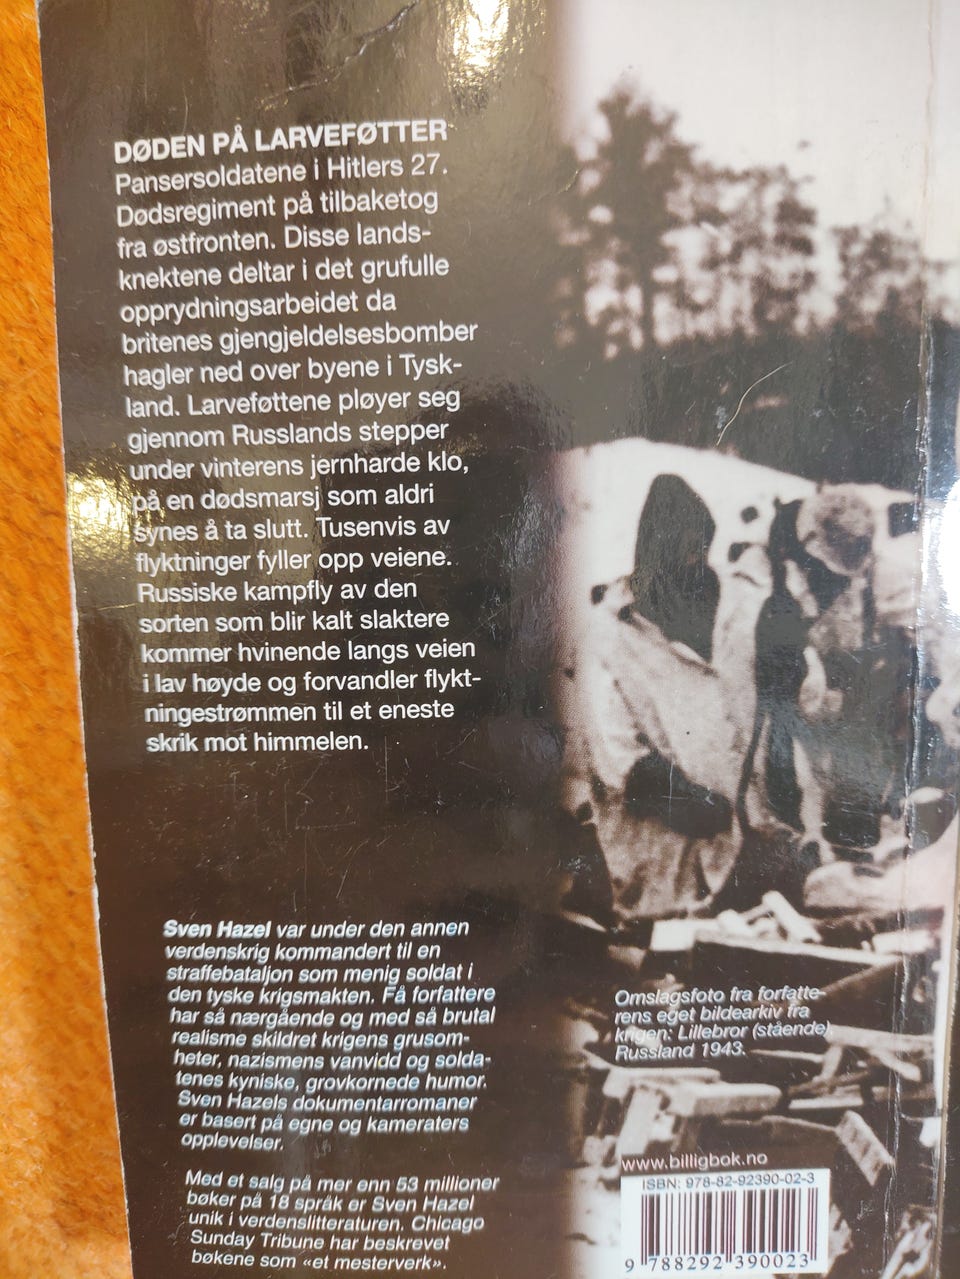 DØDEN PÅ LARVEFØTTER
Pansersoldatene i Hitlers 27.
Dødsregiment på tilbaketog
fra østfronten. Disse lands-
knektene deltar i det grufulle
opprydningsarbeidet da
britenes gjengjeldelsesbomber
hagler ned over byene i Tysk-
land. Larveføttene pløyer seg
gjennom Russlands stepper
under vinterens jernharde klo,
på en dødsmarsj som aldri
synes å ta slutt. Tusenvis av
flyktninger fyller opp veiene.
Russiske kampfly av den
sorten som blir kalt slaktere
kommer hvinende langs veien
i lav høyde og forvandler flykt-
ningestrømmen til et eneste
skrik mot himmelen.
Sven Hazel var under den annen
verdenskrig kommandert til en
straffebataljon som menig soldat i
den tyske krigsmakten. Få forfattere
har så nærgående og med så brutal
realisme skildret krigens grusom-
heter, nazismens vanvidd og solda-
tenes kyniske, grovkornede humor.
Sven Hazels dokumentarromaner
er basert på egne og kameraters
opplevelser.
Med et salg på mer enn 53 millioner
bøker på 18 språk er Sven Hazel
unik i verdenslitteraturen. Chicago
Sunday Tribune har beskrevet
bøkene som «et mesterverk».
Omslagsfoto fra forfatte-
rens eget bildearkiv fra
krigen: Lillebror (stående),
Russland 1943.
www.billigbok.no
ISBN: 978-82-92390-02-3
9 788292 390023